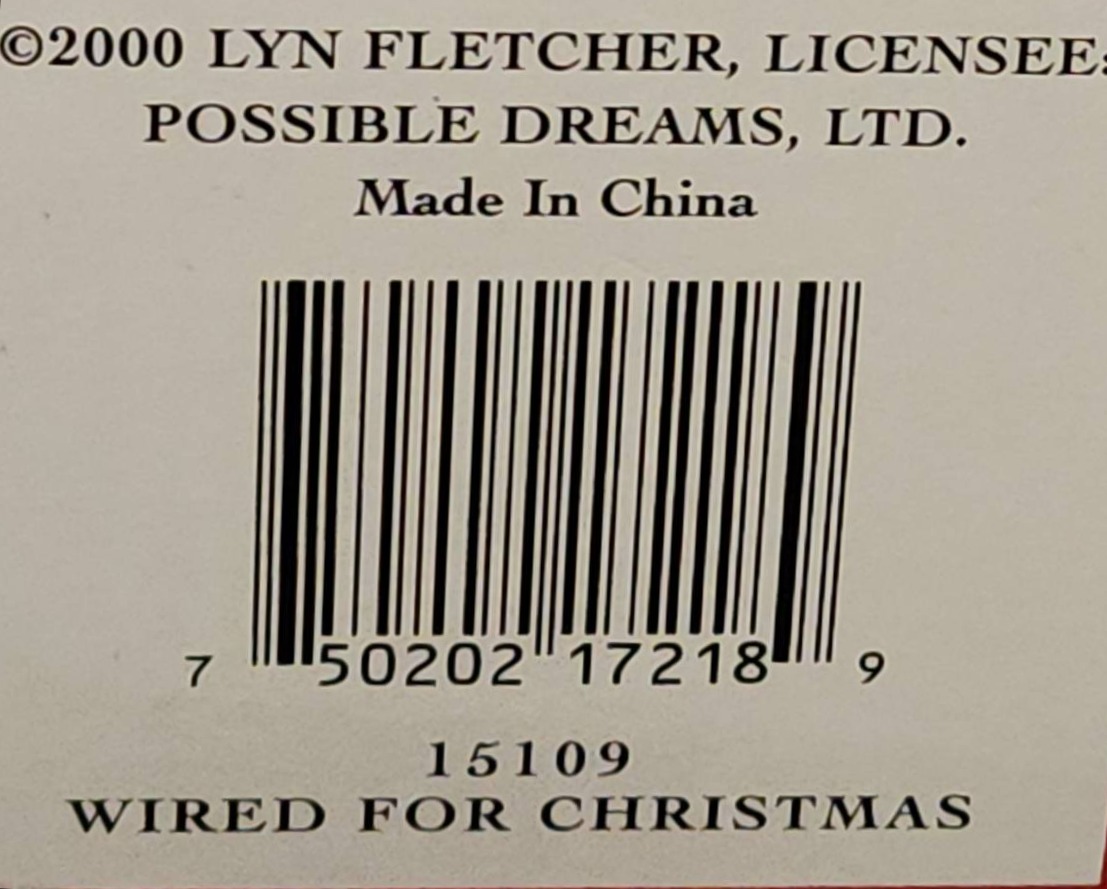 ©2000 LYN FLETCHER, LICENSEE:
POSSIBLE DREAMS, LTD.
Made In China
7 50202 17218 9
15109
WIRED FOR CHRISTMAS